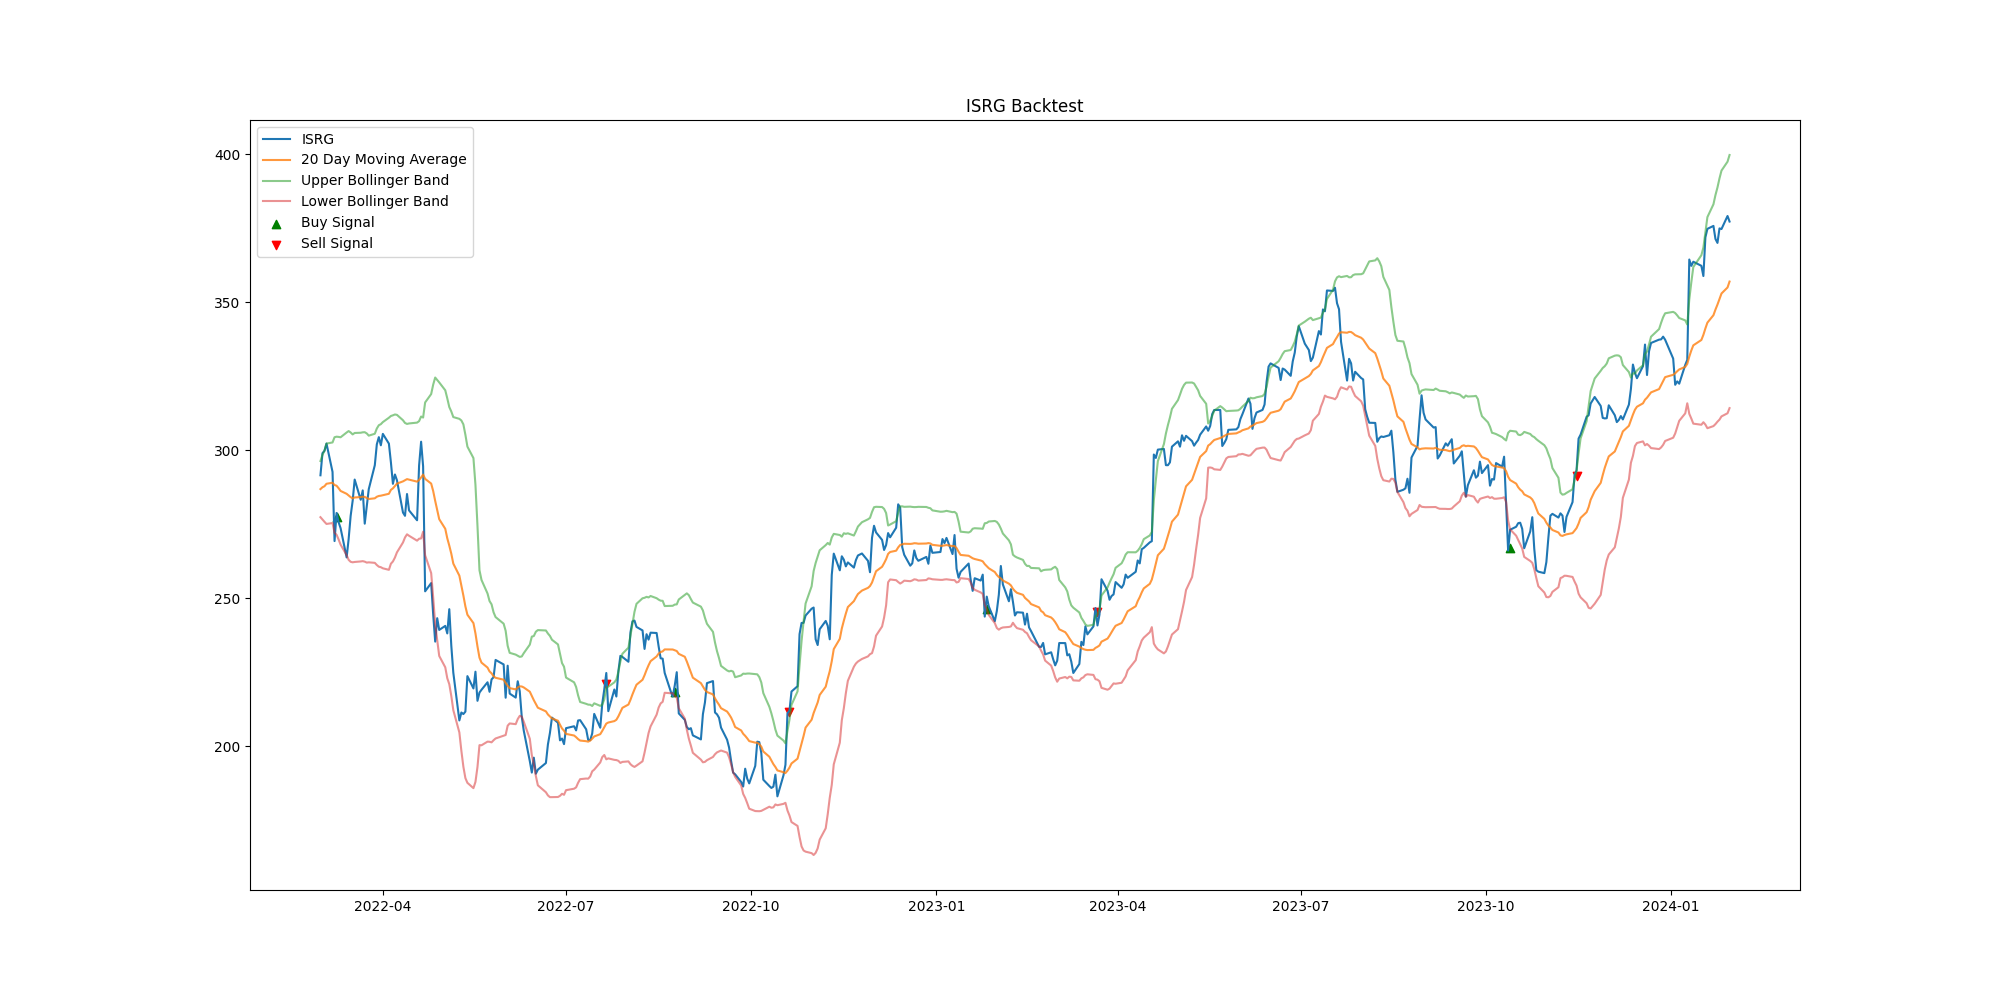 ISRG Backtest
ISRG
20 Day Moving Average
Upper Bollinger Band
Lower Bollinger Band
Buy Signal
Sell Signal
400
350
300
250
200
2022-04
2022-07
2022-10
2023-01
2023-04
2023-07
2023-10
2024-01